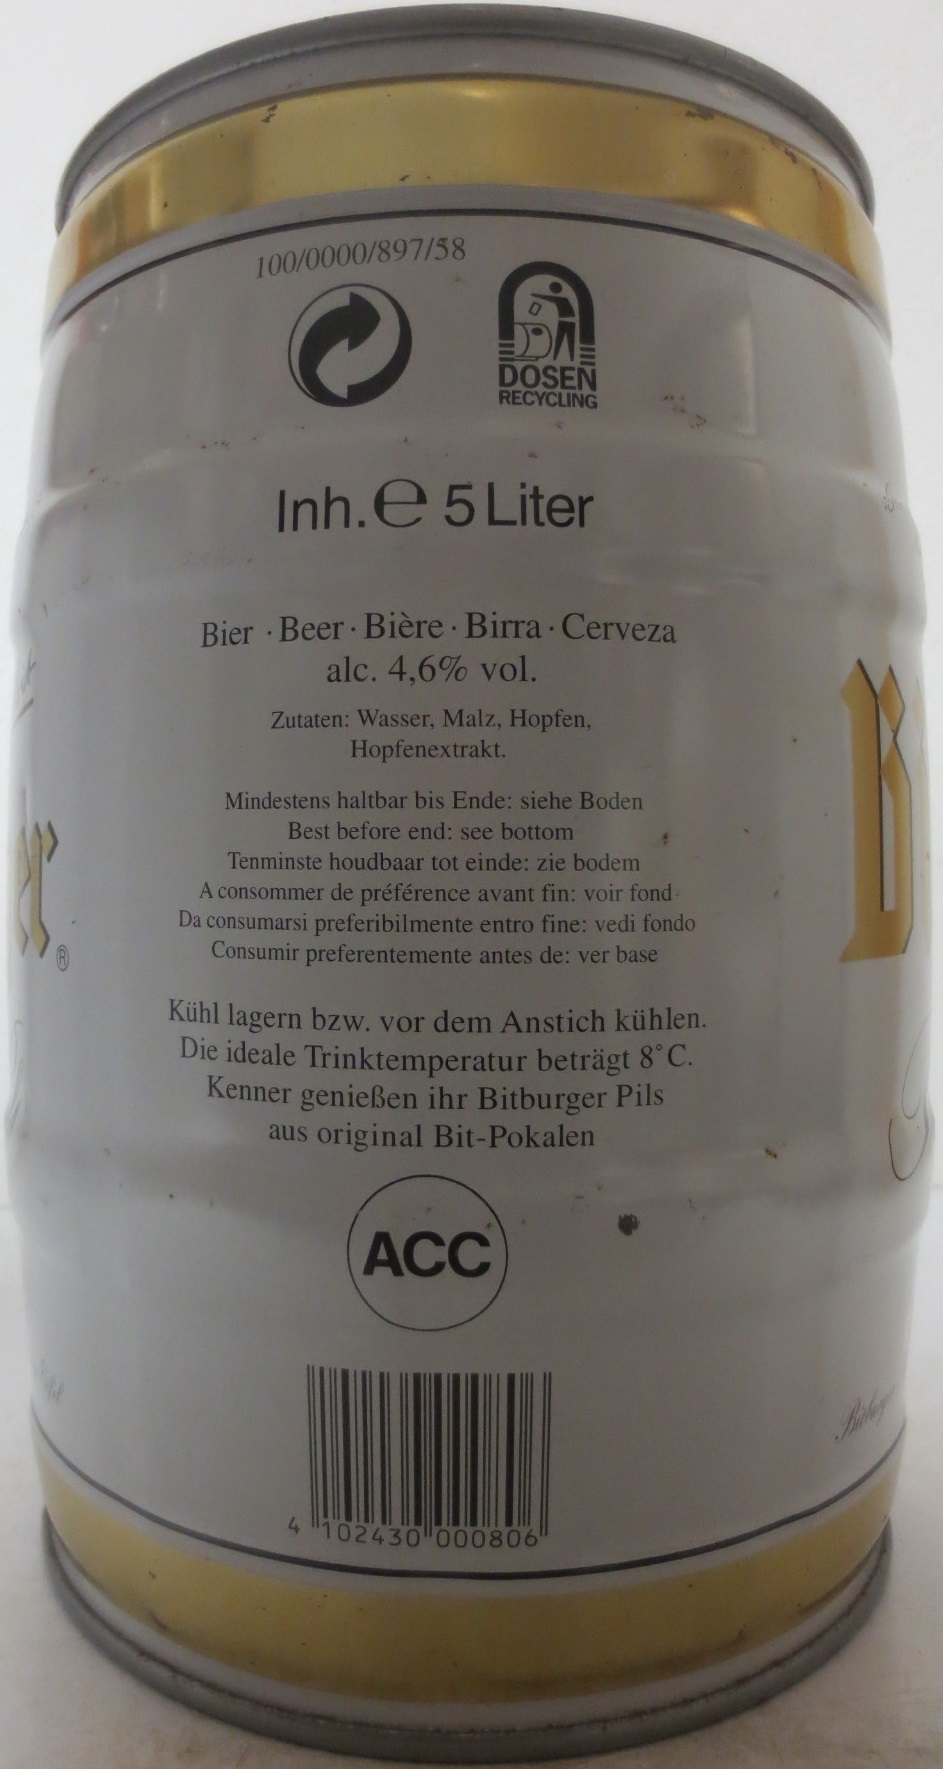 100/0000/897/58
DOSEN
RECYCLING
Inh. ℮ 5 Liter
Bier · Beer · Bière · Birra · Cerveza
alc. 4,6% vol.
Zutaten: Wasser, Malz, Hopfen,
Hopfenextrakt.
Mindestens haltbar bis Ende: siehe Boden
Best before end: see bottom
Tenminste houdbaar tot einde: zie bodem
A consommer de préférence avant fin: voir fond
Da consumarsi preferibilmente entro fine: vedi fondo
Consumir preferentemente antes de: ver base
er®
B
Kühl lagern bzw. vor dem Anstich kühlen.
Die ideale Trinktemperatur beträgt 8°C.
Kenner genießen ihr Bitburger Pils
aus original Bit-Pokalen
ACC
4 102430 000806